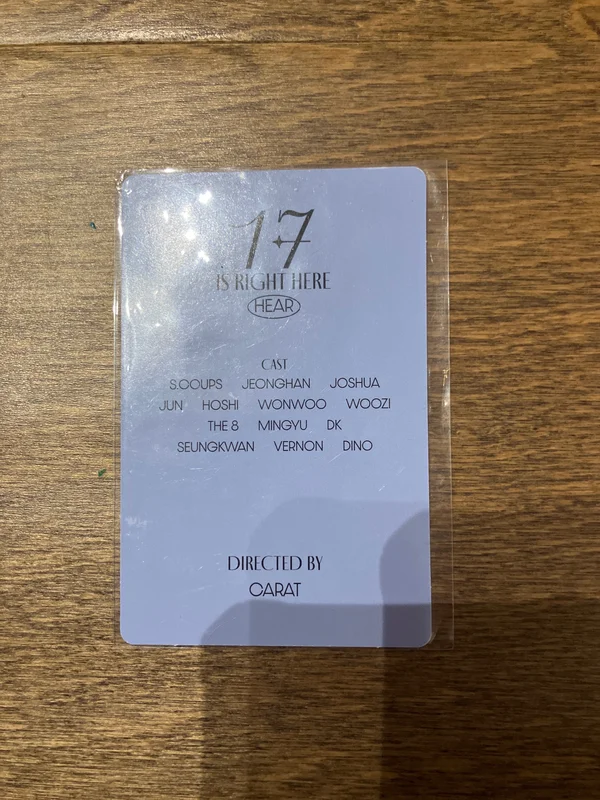 17
IS RIGHT HERE
HEAR
CAST
S.COUPS JEONGHAN JOSHUA
JUN HOSHI WONWOO WOOZI
THE 8 MINGYU DK
SEUNGKWAN VERNON DINO
DIRECTED BY
CARAT